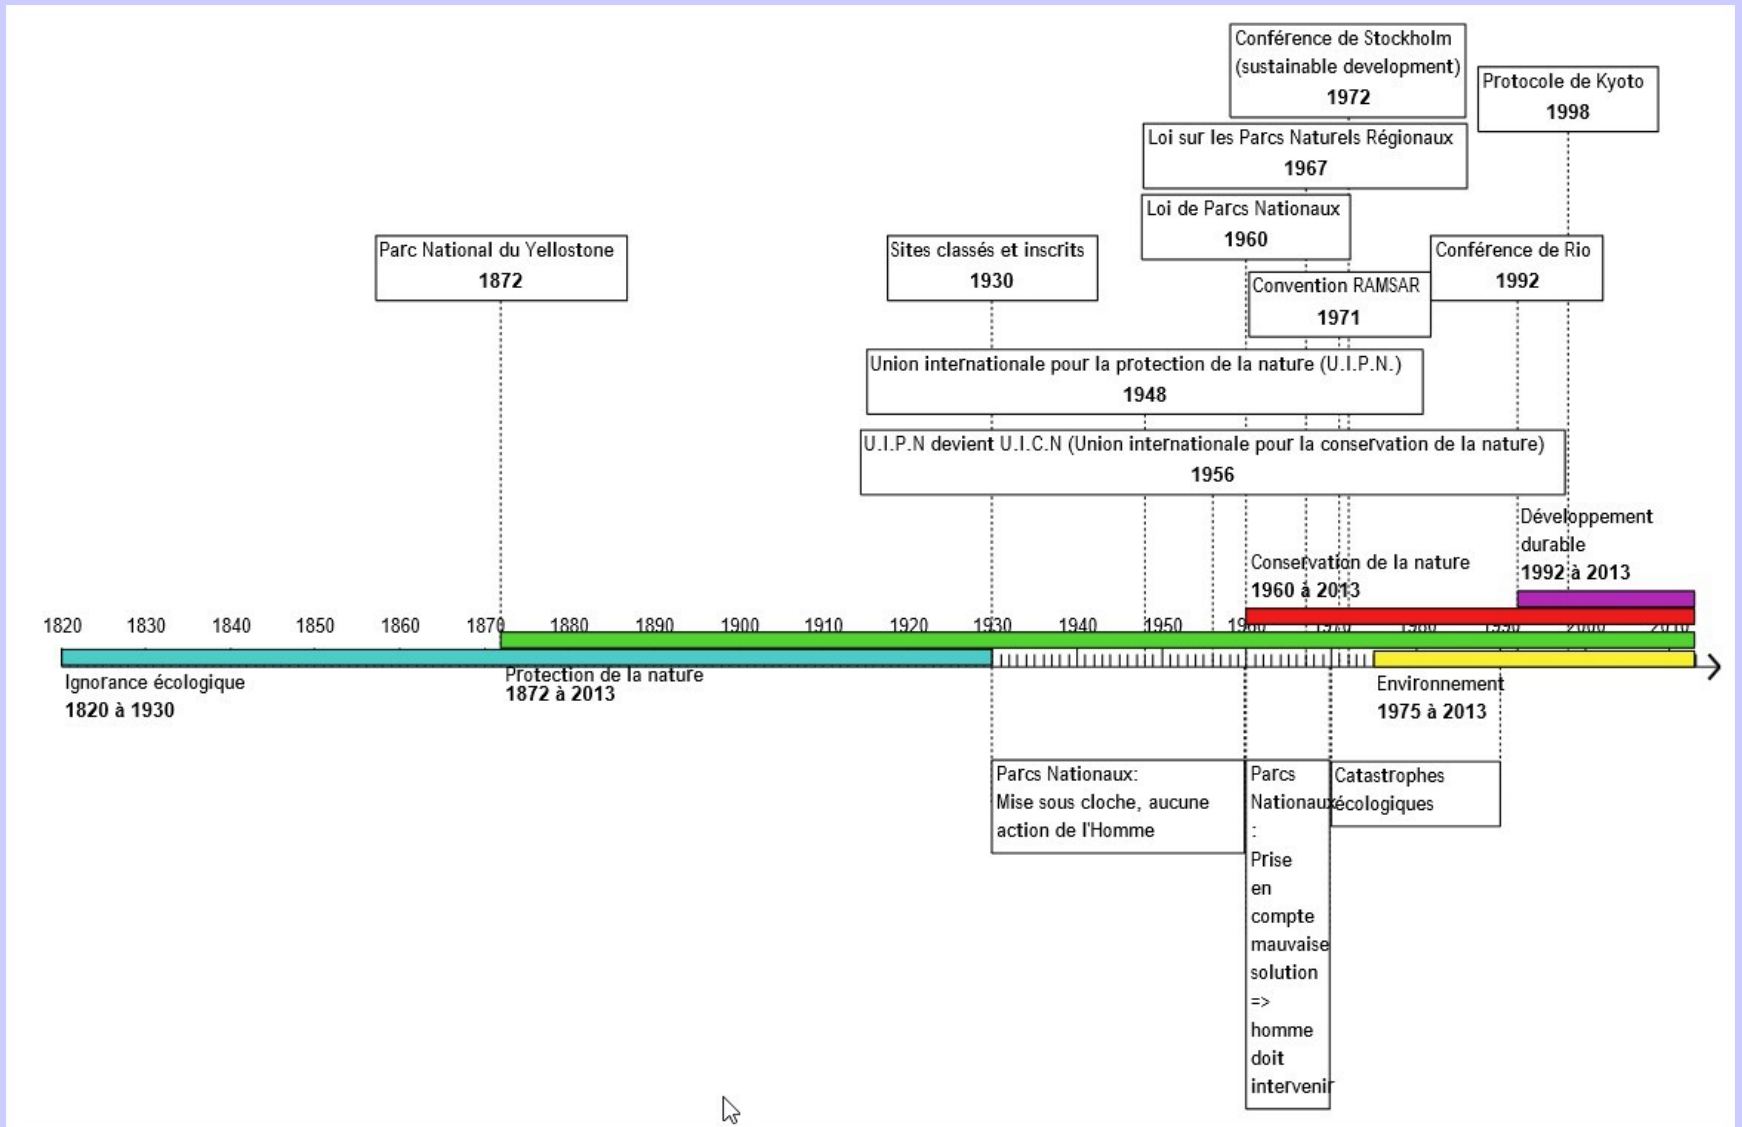 Conférence de Stockholm
(sustainable development)
1972
Protocole de Kyoto
1998
Loi sur les Parcs Naturels Régionaux
1967
Loi de Parcs Nationaux
1960
Parc National du Yellostone
1872
Sites classés et inscrits
1930
Conférence de Rio
1992
Convention RAMSAR
1971
Union internationale pour la protection de la nature (U.I.P.N.)
1948
U.I.P.N devient U.I.C.N (Union internationale pour la conservation de la nature)
1956
Développement
durable
1992 à 2013
Conservation de la nature
1960 à 2013
1820 1830 1840 1850 1860 1870 1880 1890 1900 1910 1920 1930 1940 1950 1960 1970 1980 1990 2000 2010
Ignorance écologique
1820 à 1930
Protection de la nature
1872 à 2013
Environnement
1975 à 2013
Parcs Nationaux:
Mise sous cloche, aucune
action de l'Homme
Parcs
Nationaux
:
Prise
en
compte
mauvaise
solution
=>
homme
doit
intervenir
Catastrophes
écologiques